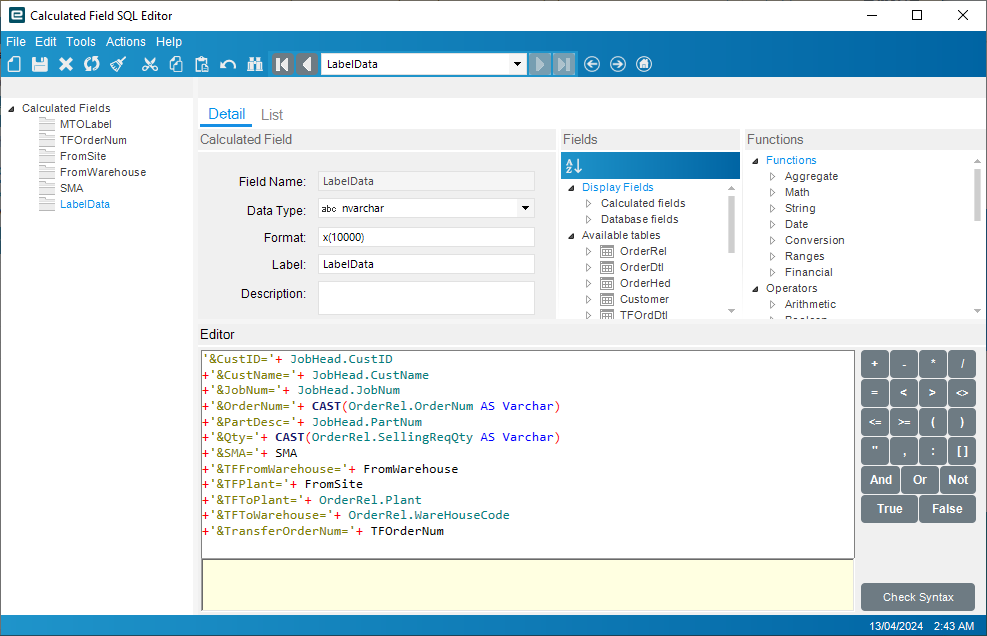 Calculated Field SQL Editor
File Edit Tools Actions Help
LabelData
Calculated Fields
MTOLabel
TFOrderNum
FromSite
FromWarehouse
SMA
LabelData
Detail List
Calculated Field
Field Name: LabelData
Data Type: abc nvarchar
Format: x(10000)
Label: LabelData
Description:
Fields
A Z
Display Fields
Calculated fields
Database fields
Available tables
OrderRel
OrderDtl
OrderHed
Customer
TFOrdDtl
Functions
Functions
Aggregate
Math
String
Date
Conversion
Ranges
Financial
Operators
Arithmetic
Boolean
Editor
'&CustID='+ JobHead.CustID
+'&CustName='+ JobHead.CustName
+'&JobNum='+ JobHead.JobNum
+'&OrderNum='+ CAST(OrderRel.OrderNum AS Varchar)
+'&PartDesc='+ JobHead.PartNum
+'&Qty='+ CAST(OrderRel.SellingReqQty AS Varchar)
+'&SMA='+ SMA
+'&TFFromWarehouse='+ FromWarehouse
+'&TFPlant='+ FromSite
+'&TFToPlant='+ OrderRel.Plant
+'&TFToWarehouse='+ OrderRel.WareHouseCode
+'&TransferOrderNum='+ TFOrderNum
+ - * /
= < > <>
<= >= ( )
" , : [ ]
And Or Not
True False
Check Syntax
13/04/2024 2:43 AM